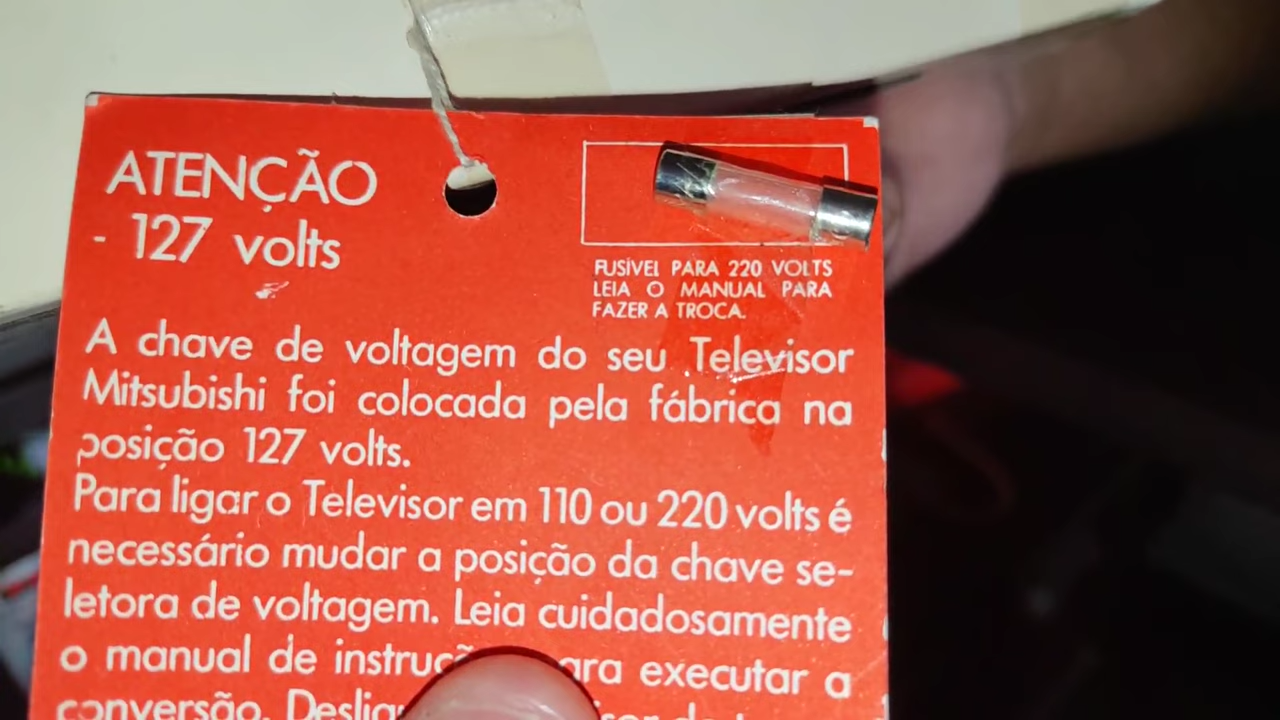 ATENÇÃO
- 127 volts
FUSÍVEL PARA 220 VOLTS
LEIA O MANUAL PARA
FAZER A TROCA.
A chave de voltagem do seu Televisor
Mitsubishi foi colocada pela fábrica na
posição 127 volts.
Para ligar o Televisor em 110 ou 220 volts é
necessário mudar a posição da chave se-
letora de voltagem. Leia cuidadosamente
o manual de executar a
conversão.